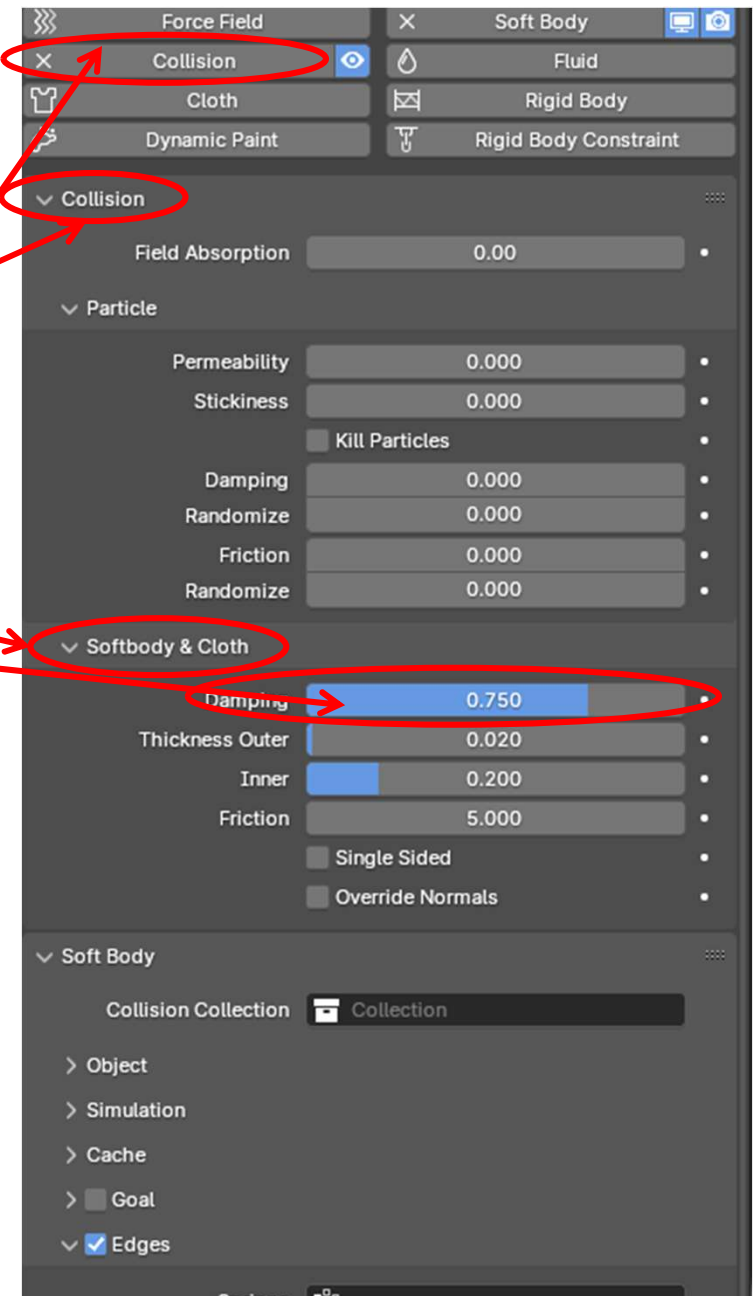 Force Field Soft Body
Collision Fluid
Cloth Rigid Body
Dynamic Paint Rigid Body Constraint
Collision
Field Absorption 0.00
Particle
Permeability 0.000
Stickiness 0.000
Kill Particles
Damping 0.000
Randomize 0.000
Friction 0.000
Randomize 0.000
Softbody & Cloth
Damping 0.750
Thickness Outer 0.020
Inner 0.200
Friction 5.000
Single Sided
Override Normals
Soft Body
Collision Collection Collection
Object
Simulation
Cache
Goal
Edges